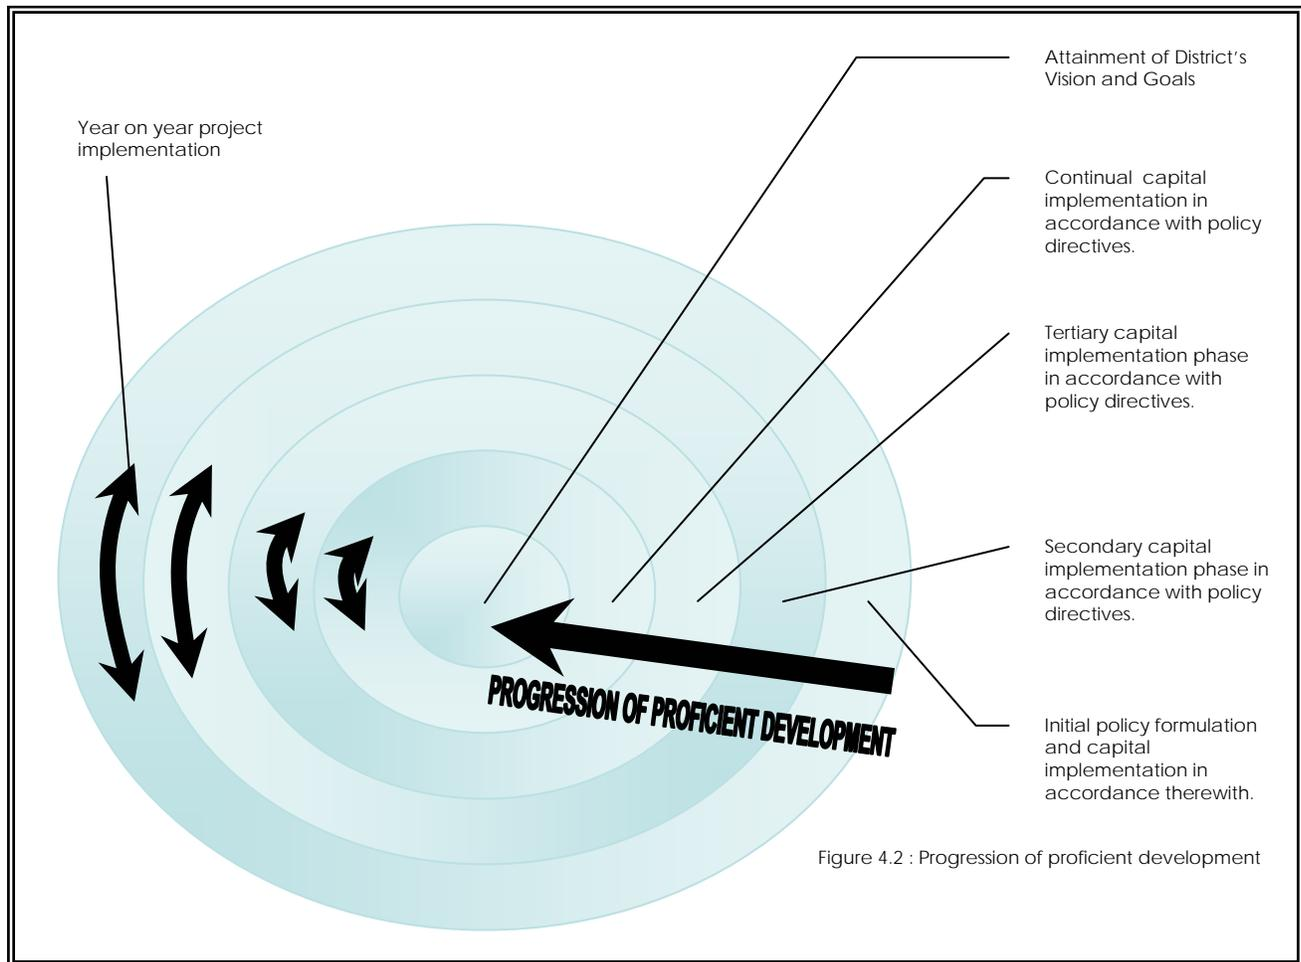 Attainment of District's
Vision and Goals
Year on year project
implementation
Continual capital
implementation in
accordance with policy
directives.
Tertiary capital
implementation phase
in accordance with
policy directives.
Secondary capital
implementation phase in
accordance with policy
directives.
PROGRESSION OF PROFICIENT DEVELOPMENT
Initial policy formulation
and capital
implementation in
accordance therewith.
Figure 4.2 : Progression of proficient development